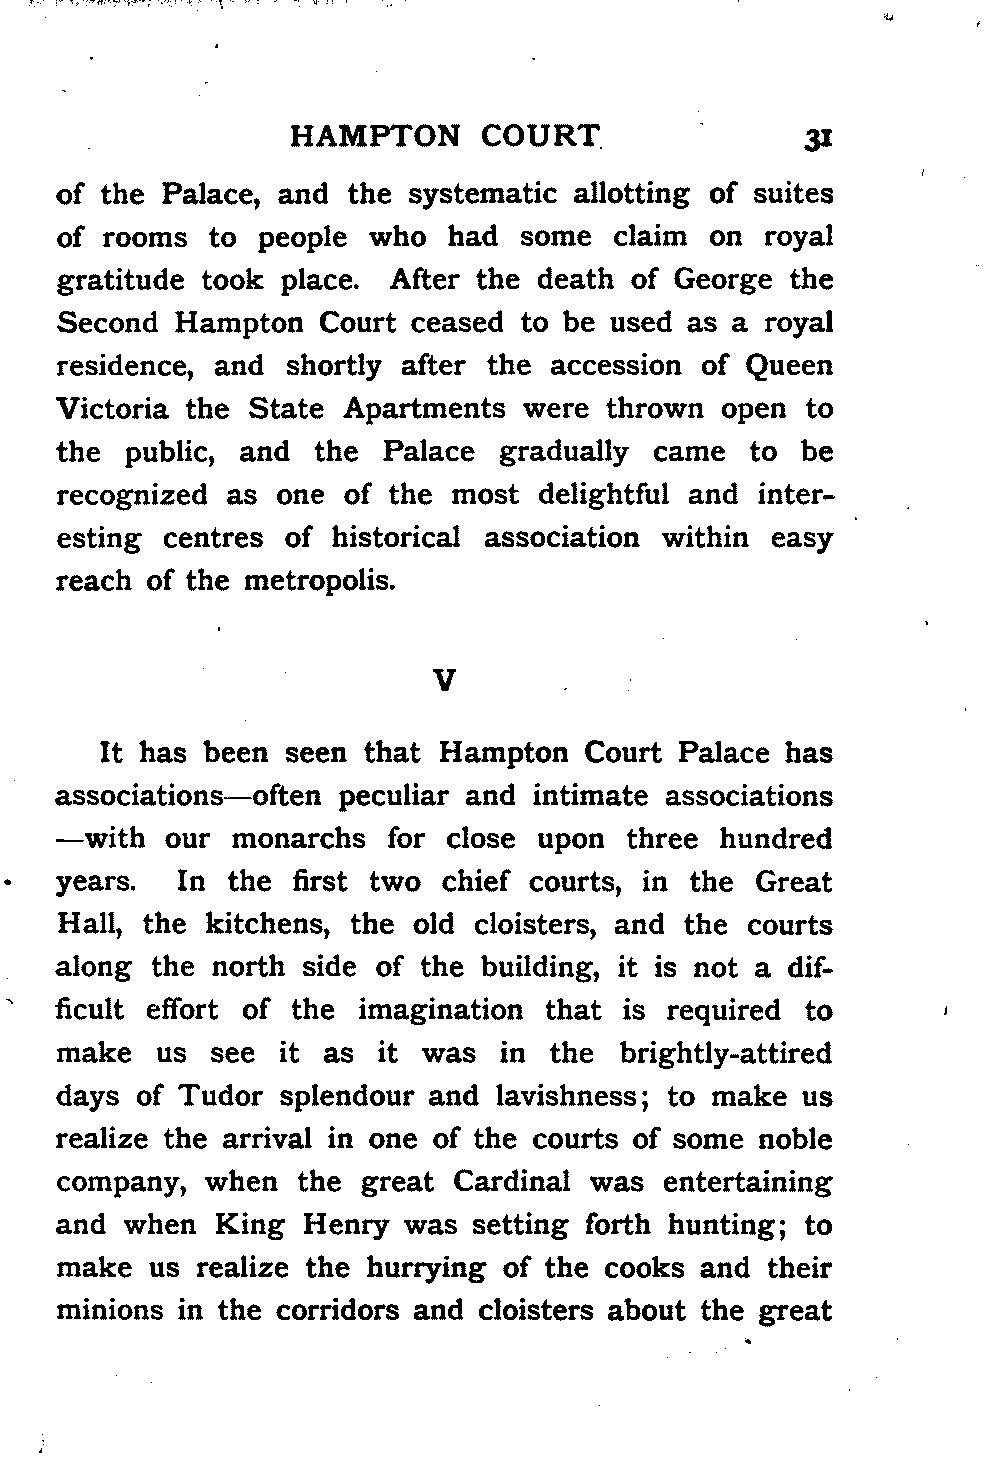 HAMPTON COURT 31
of the Palace, and the systematic allotting of suites
of rooms to people who had some claim on royal
gratitude took place. After the death of George the
Second Hampton Court ceased to be used as a royal
residence, and shortly after the accession of Queen
Victoria the State Apartments were thrown open to
the public, and the Palace gradually came to be
recognized as one of the most delightful and inter-
esting centres of historical association within easy
reach of the metropolis.
V
It has been seen that Hampton Court Palace has
associations—often peculiar and intimate associations
—with our monarchs for close upon three hundred
years. In the first two chief courts, in the Great
Hall, the kitchens, the old cloisters, and the courts
along the north side of the building, it is not a dif-
ficult effort of the imagination that is required to
make us see it as it was in the brightly-attired
days of Tudor splendour and lavishness; to make us
realize the arrival in one of the courts of some noble
company, when the great Cardinal was entertaining
and when King Henry was setting forth hunting; to
make us realize the hurrying of the cooks and their
minions in the corridors and cloisters about the great